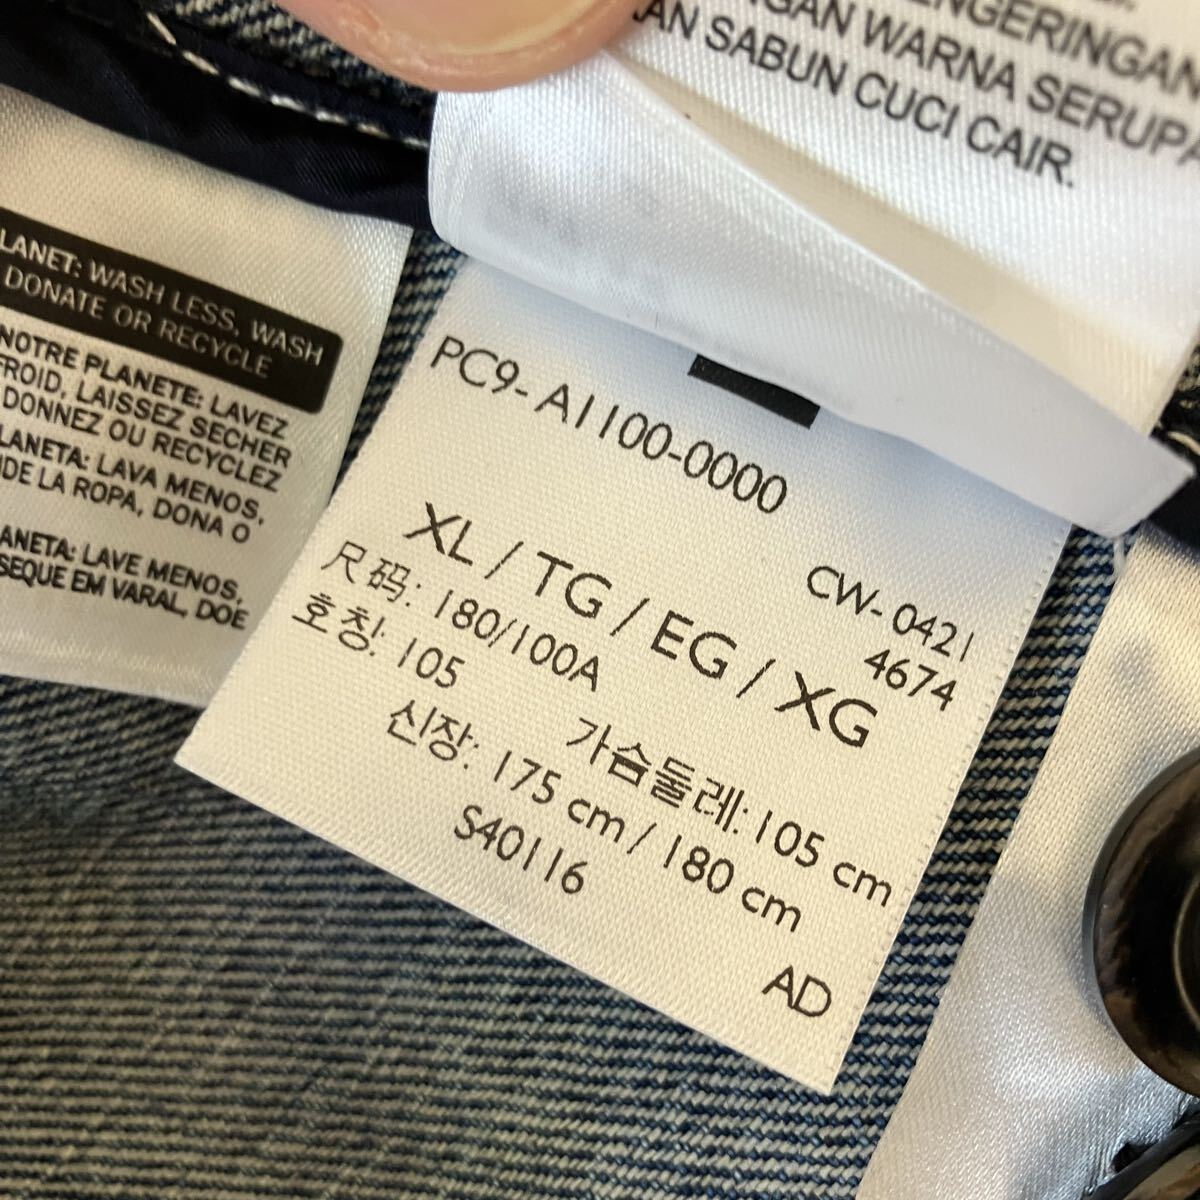 ENGERINGAN
GAN WARNA SERUPA
AN SABUN CUCI CAIR.
LANET: WASH LESS, WASH
DONATE OR RECYCLE
NOTRE PLANETE: LAVEZ
FROID, LAISSEZ SECHER
DONNEZ OU RECYCLEZ
LANETA: LAVA MENOS,
DE LA ROPA, DONA O
ANETA: LAVE MENOS,
SEQUE EM VARAL, DOE
PC9- A1100-0000
CW- 0421
4674
XL / TG / EG / XG
尺码: 180/100A
호칭: 105 가슴둘레: 105 cm
신장: 175 cm / 180 cm
S40116
AD